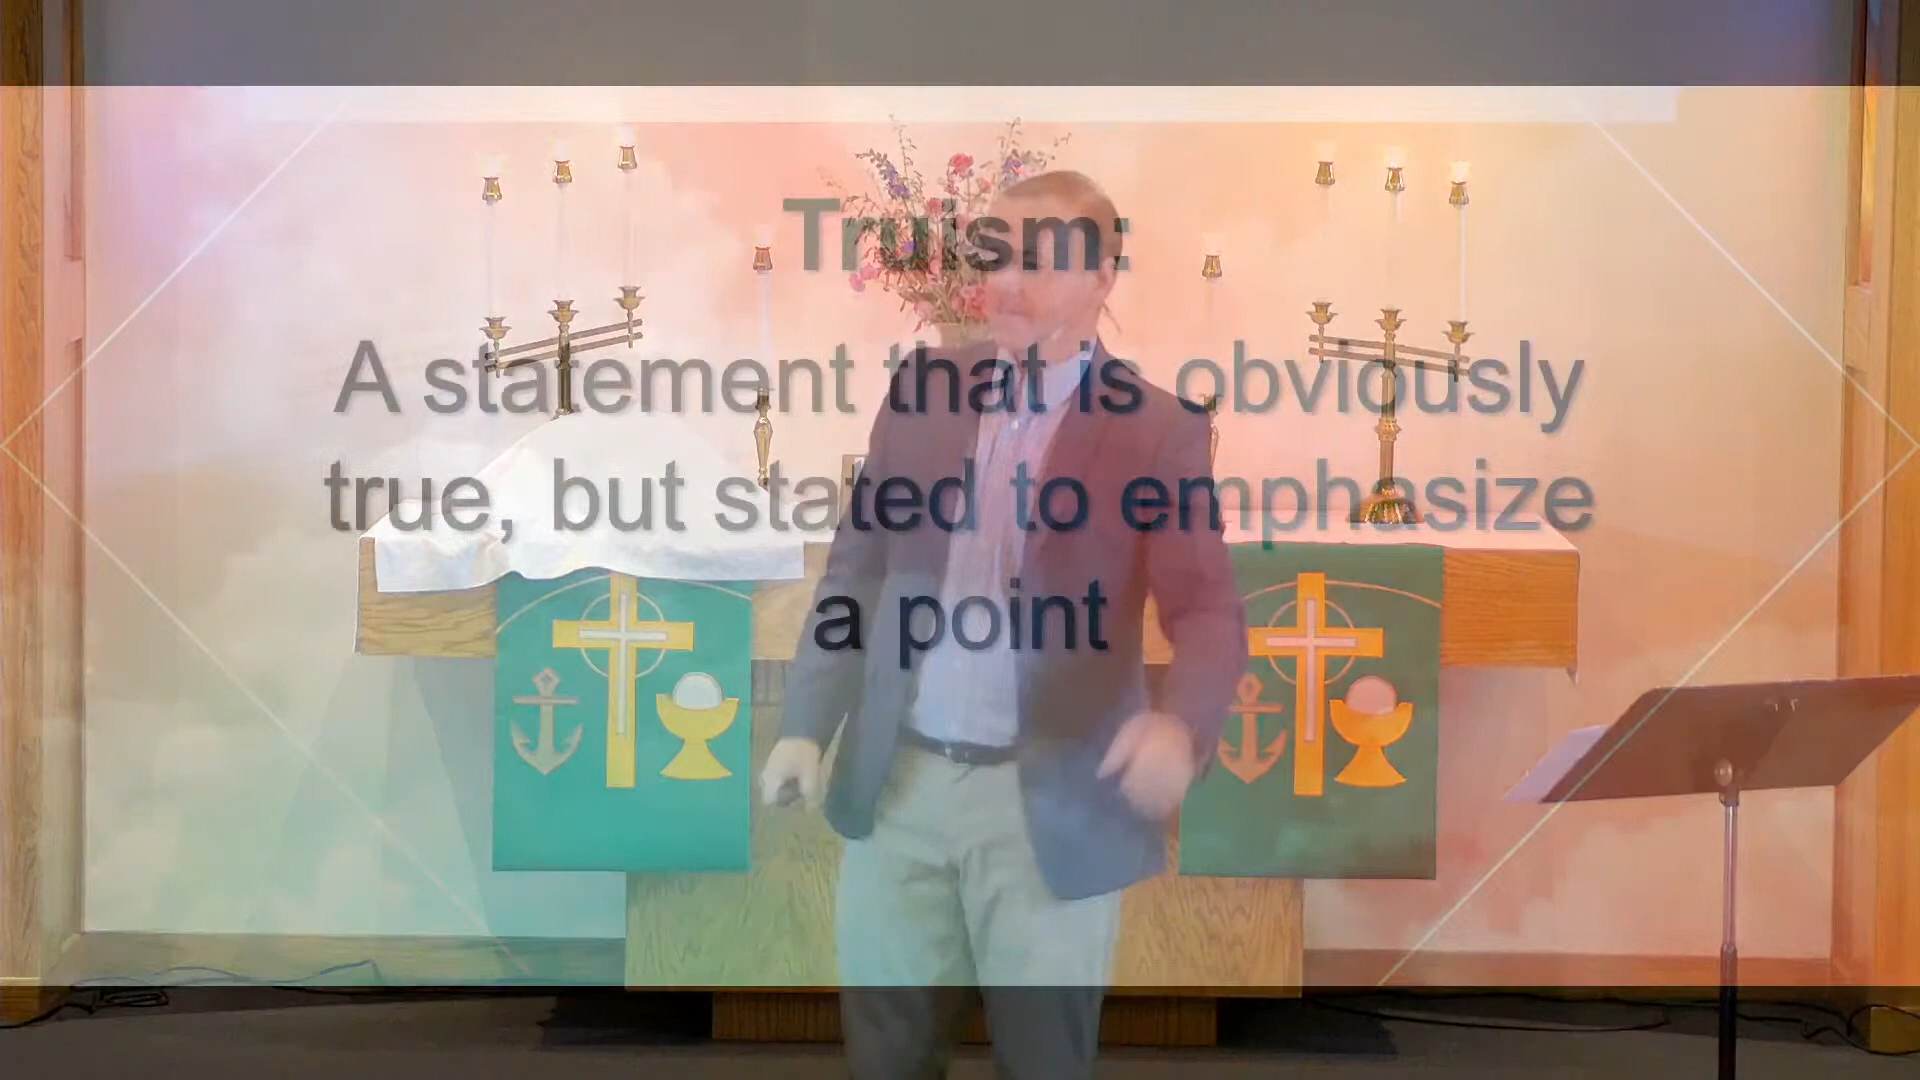 Truism:
A statement that is obviously
true, but stated to emphasize
a point